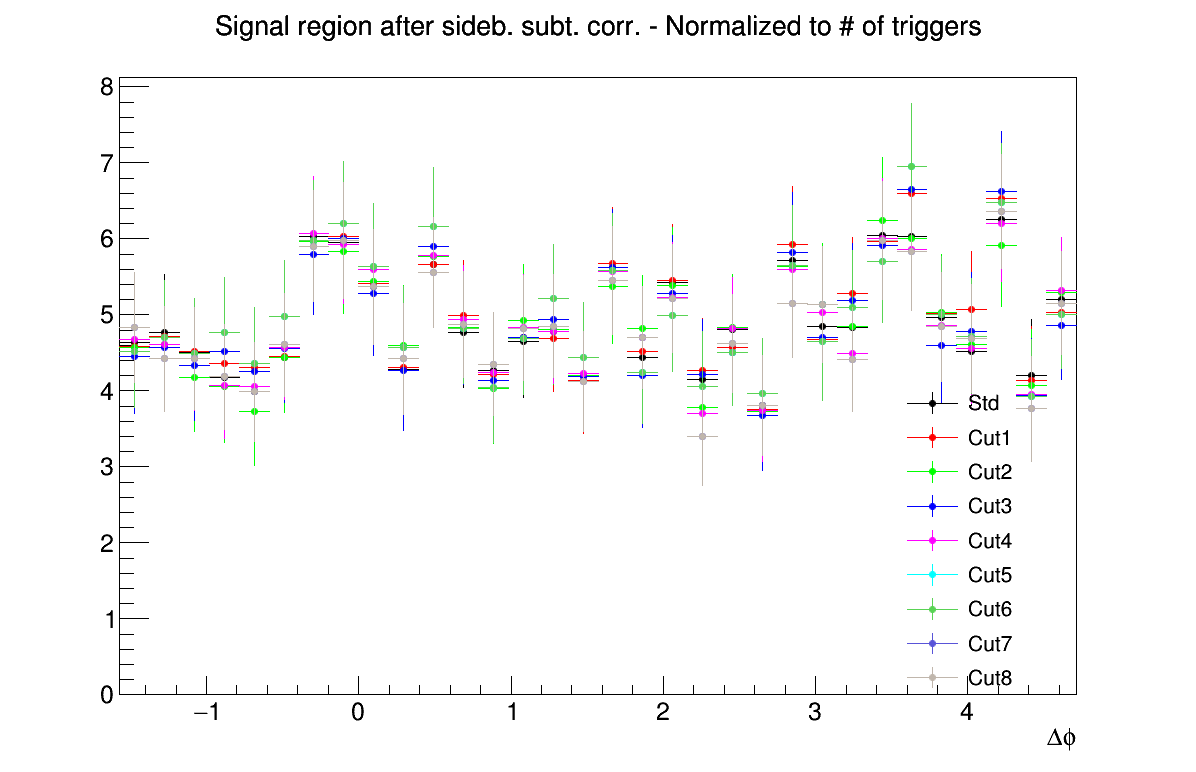 Signal region after sideb. subt. corr. - Normalized to # of triggers
8
7
6
5
4
3
2
1
0
Std
Cut1
Cut2
Cut3
Cut4
Cut5
Cut6
Cut7
Cut8
−1 0 1 2 3 4
Δϕ